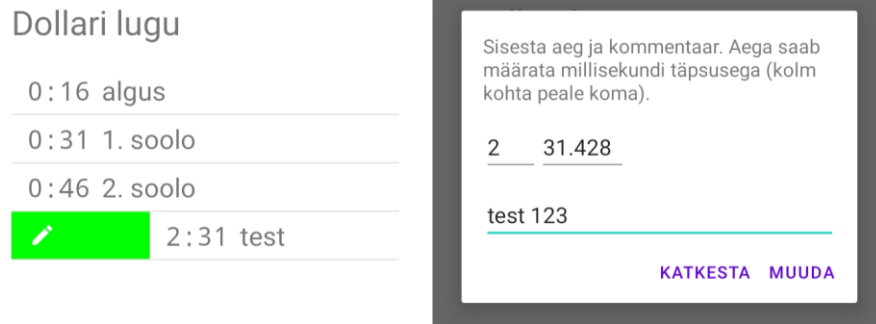 Dollari lugu
0:16 algus
0:31 1. soolo
0:46 2. soolo
2:31 test
Sisesta aeg ja kommentaar. Aega saab
määrata millisekundi täpsusega (kolm
kohta peale koma).
2 31.428
test 123
KATKESTA MUUDA